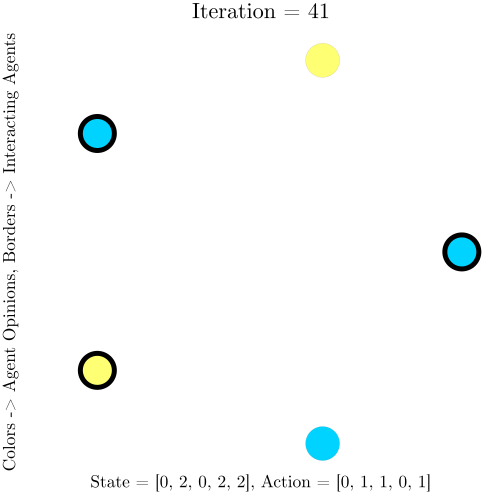 Iteration = 41
Colors -> Agent Opinions, Borders -> Interacting Agents
State = [0, 2, 0, 2, 2], Action = [0, 1, 1, 0, 1]